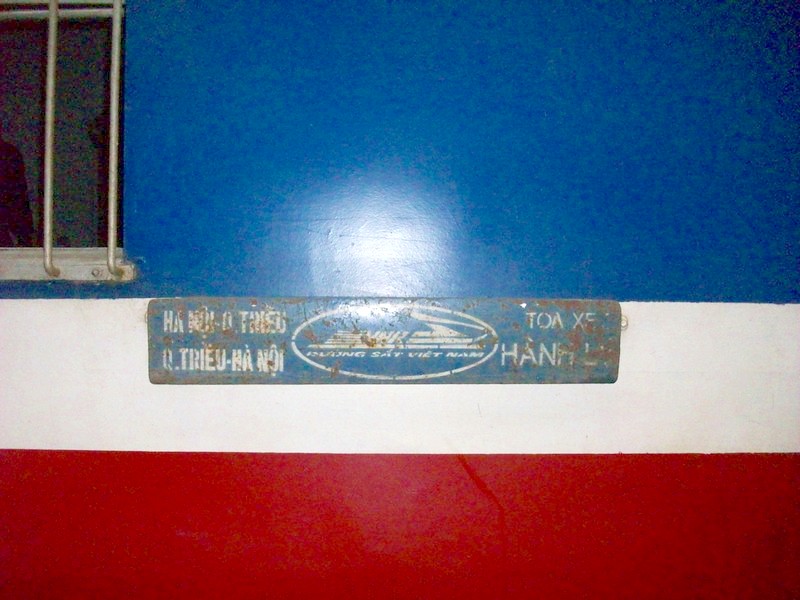 HÀ NỘI-Q.TRIỀU
Q.TRIỀU-HÀ NỘI
ĐƯỜNG SẮT VIỆT NAM
TOA XE
HÀNH